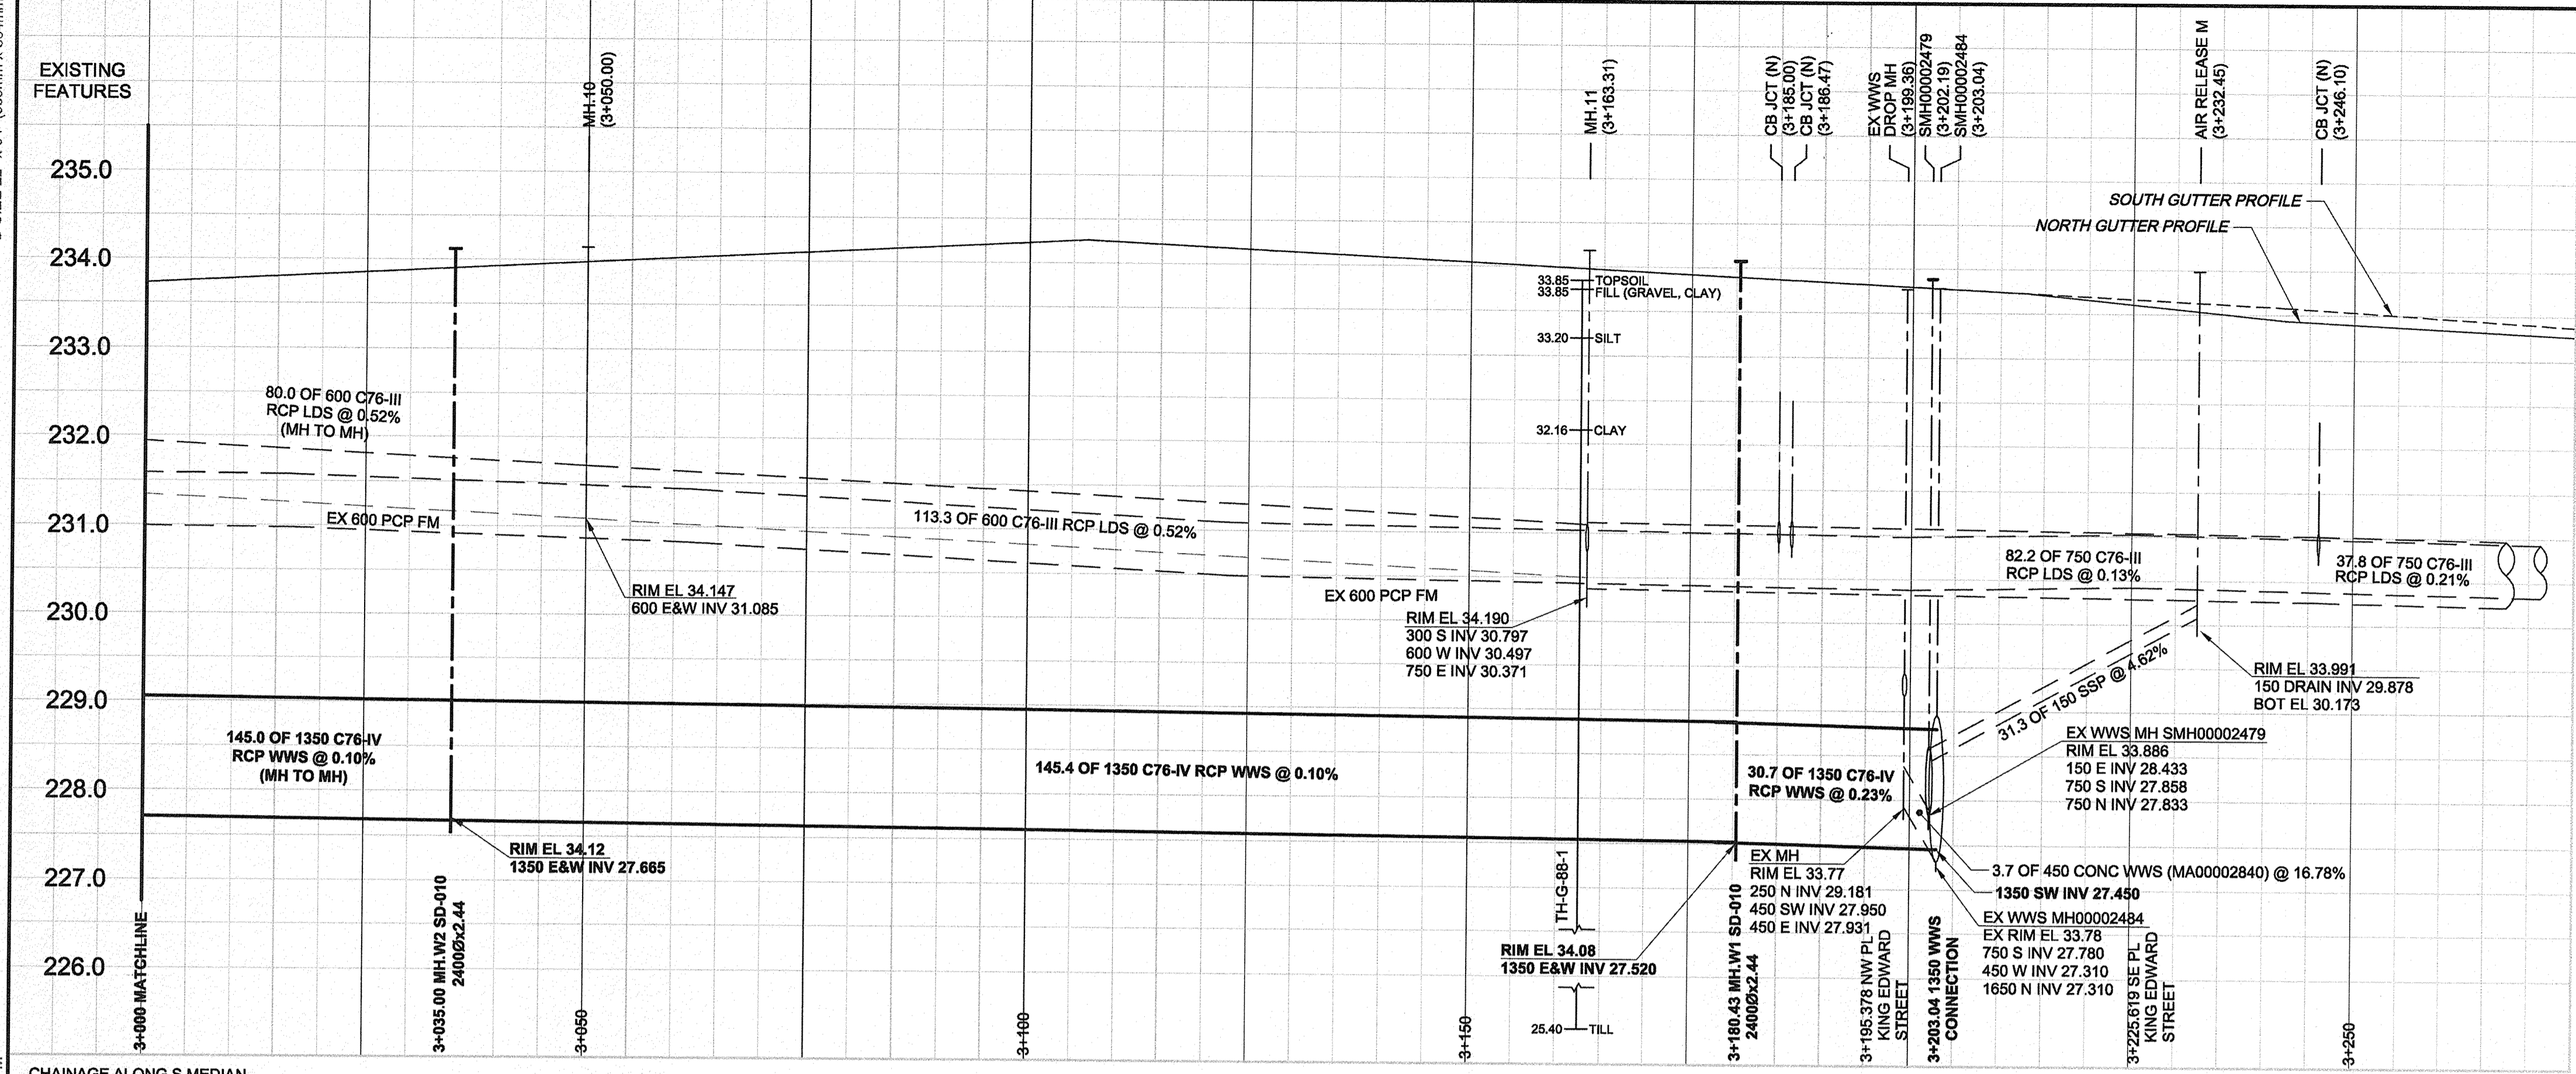 EXISTING
FEATURES
235.0
234.0
233.0
232.0
231.0
230.0
229.0
228.0
227.0
226.0
MH.10
(3+050.00)
MH.11
(3+163.31)
CB JCT (N)
(3+185.00)
CB JCT (N)
(3+186.47)
EX WWS
DROP MH
(3+199.36)
SMH00002479
(3+202.19)
SMH00002484
(3+203.04)
AIR RELEASE M
(3+232.45)
CB JCT (N)
(3+246.10)
SOUTH GUTTER PROFILE
NORTH GUTTER PROFILE
33.85 TOPSOIL
33.85 FILL (GRAVEL, CLAY)
33.20 SILT
32.16 CLAY
80.0 OF 600 C76-III
RCP LDS @ 0.52%
(MH TO MH)
EX 600 PCP FM
113.3 OF 600 C76-III RCP LDS @ 0.52%
RIM EL 34.147
600 E&W INV 31.085
EX 600 PCP FM
RIM EL 34.190
300 S INV 30.797
600 W INV 30.497
750 E INV 30.371
82.2 OF 750 C76-III
RCP LDS @ 0.13%
37.8 OF 750 C76-III
RCP LDS @ 0.21%
31.3 OF 150 SSP @ 4.62%
RIM EL 33.991
150 DRAIN INV 29.878
BOT EL 30.173
145.0 OF 1350 C76-IV
RCP WWS @ 0.10%
(MH TO MH)
145.4 OF 1350 C76-IV RCP WWS @ 0.10%
30.7 OF 1350 C76-IV
RCP WWS @ 0.23%
EX WWS MH SMH00002479
RIM EL 33.886
150 E INV 28.433
750 S INV 27.858
750 N INV 27.833
RIM EL 34.12
1350 E&W INV 27.665
EX MH
RIM EL 33.77
250 N INV 29.181
450 SW INV 27.950
450 E INV 27.931
3.7 OF 450 CONC WWS (MA00002840) @ 16.78%
1350 SW INV 27.450
EX WWS MH00002484
EX RIM EL 33.78
750 S INV 27.780
450 W INV 27.310
1650 N INV 27.310
RIM EL 34.08
1350 E&W INV 27.520
TH-G-88-1
25.40 TILL
3+000 MATCHLINE
3+035.00 MH.W2 SD-010
2400Øx2.44
3+050
3+100
3+150
3+180.43 MH.W1 SD-010
2400Øx2.44
3+195.378 NW PL
KING EDWARD
STREET
3+203.04 1350 WWS
CONNECTION
3+225.619 SE PL
KING EDWARD
STREET
3+250
CHAINAGE ALONG S MEDIAN